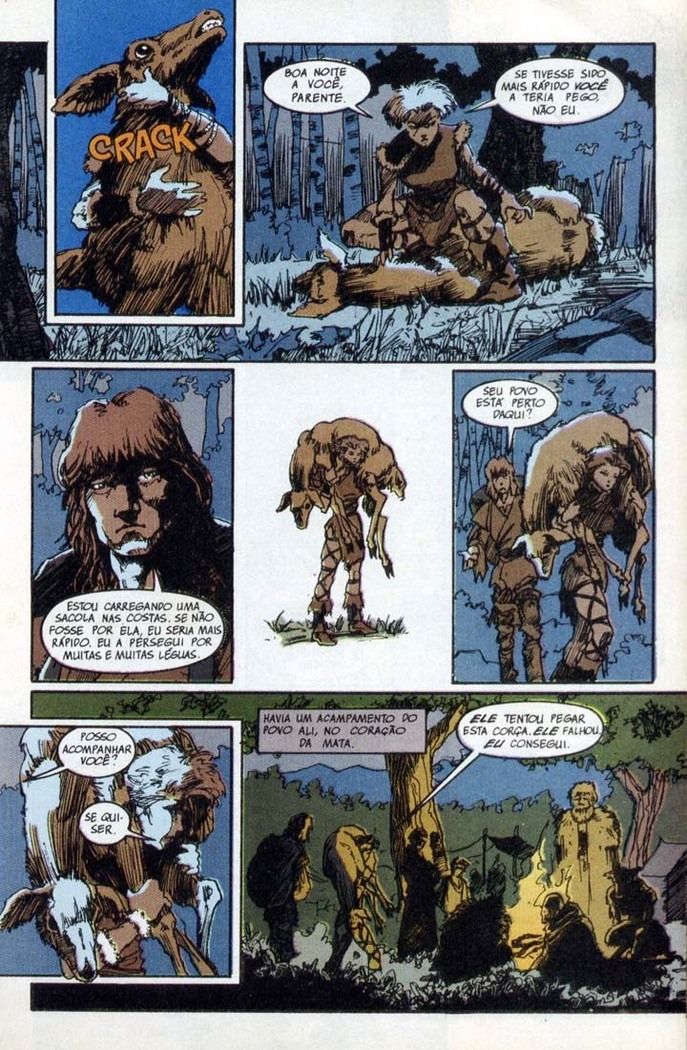 CRACK
BOA NOITE
A VOCÊ,
PARENTE.
SE TIVESSE SIDO
MAIS RÁPIDO VOCÊ
A TERIA PEGO,
NÃO EU.
ESTOU CARREGANDO UMA
SACOLA NAS COSTAS. SE NÃO
FOSSE POR ELA, EU SERIA MAIS
RÁPIDO. EU A PERSEGUI POR
MUITAS E MUITAS LÉGUAS.
SEU POVO
ESTÁ PERTO
DAQUI?
POSSO
ACOMPANHAR
VOCÊ?
SE QUI-
SER.
HAVIA UM ACAMPAMENTO DO
POVO ALI, NO CORAÇÃO
DA MATA.
ELE TENTOU PEGAR
ESTA CORÇA. ELE FALHOU.
EU CONSEGUI.